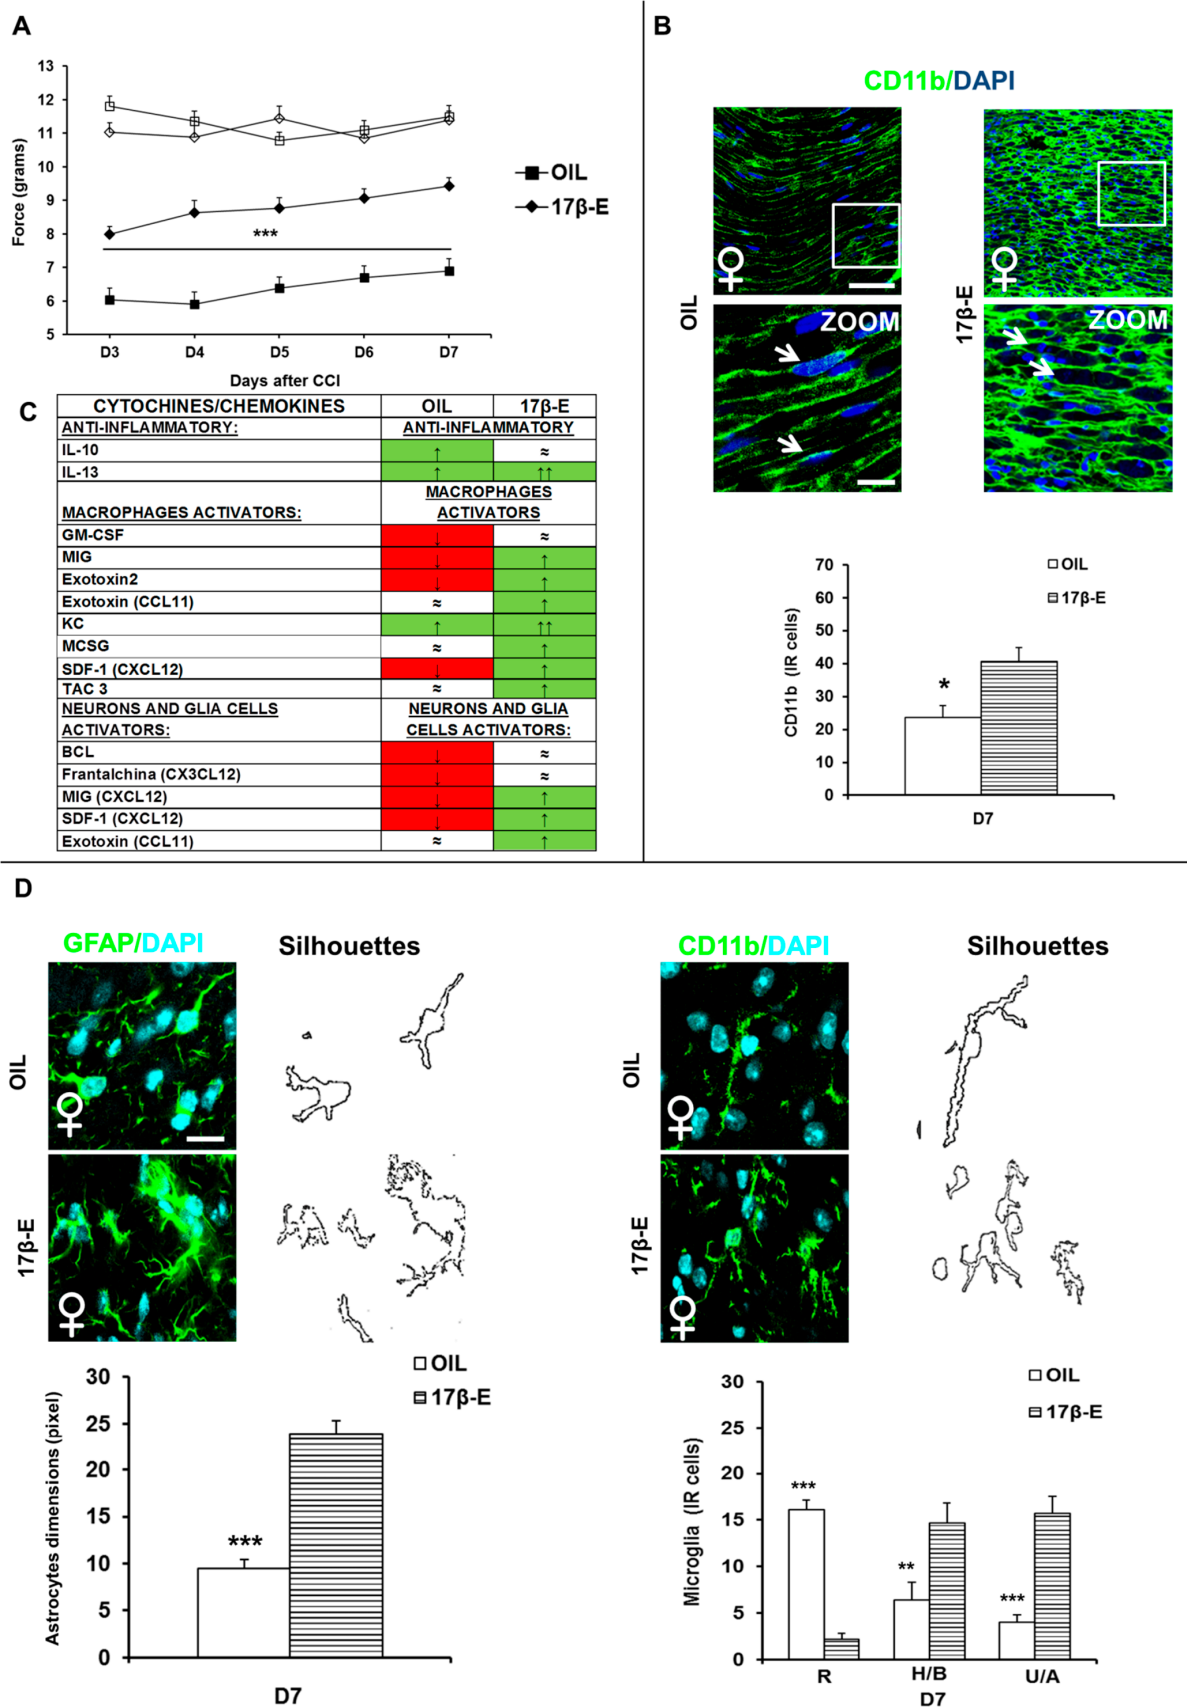 A
13
12
11
10
9
8
7
6
5
Force (grams)
***
D3 D4 D5 D6 D7
Days after CCI
OIL
17β-E
B
CD11b/DAPI
OIL
♀
ZOOM
17β-E
♀
ZOOM
70
60
50
40
30
20
10
0
CD11b (IR cells)
*
OIL
17β-E
D7
C
CYTOCHINES/CHEMOKINES OIL 17β-E
ANTI-INFLAMMATORY: ANTI-INFLAMMATORY
IL-10 ↑ ≈
IL-13 ↑ ↑↑
MACROPHAGES
MACROPHAGES ACTIVATORS: ACTIVATORS
GM-CSF ↓ ≈
MIG ↓ ↑
Exotoxin2 ↓ ↑
Exotoxin (CCL11) ≈ ↑
KC ↑ ↑↑
MCSG ≈ ↑
SDF-1 (CXCL12) ↓ ↑
TAC 3 ≈ ↑
NEURONS AND GLIA CELLS NEURONS AND GLIA
ACTIVATORS: CELLS ACTIVATORS:
BCL ↓ ≈
Frantalchina (CX3CL12) ↓ ≈
MIG (CXCL12) ↓ ↑
SDF-1 (CXCL12) ↓ ↑
Exotoxin (CCL11) ≈ ↑
D
GFAP/DAPI Silhouettes
OIL
♀
17β-E
♀
30
25
20
15
10
5
0
Astrocytes dimensions (pixel)
***
OIL
17β-E
D7
CD11b/DAPI Silhouettes
OIL
♀
17β-E
♀
30
25
20
15
10
5
0
Microglia (IR cells)
***
**
***
OIL
17β-E
R H/B U/A
D7